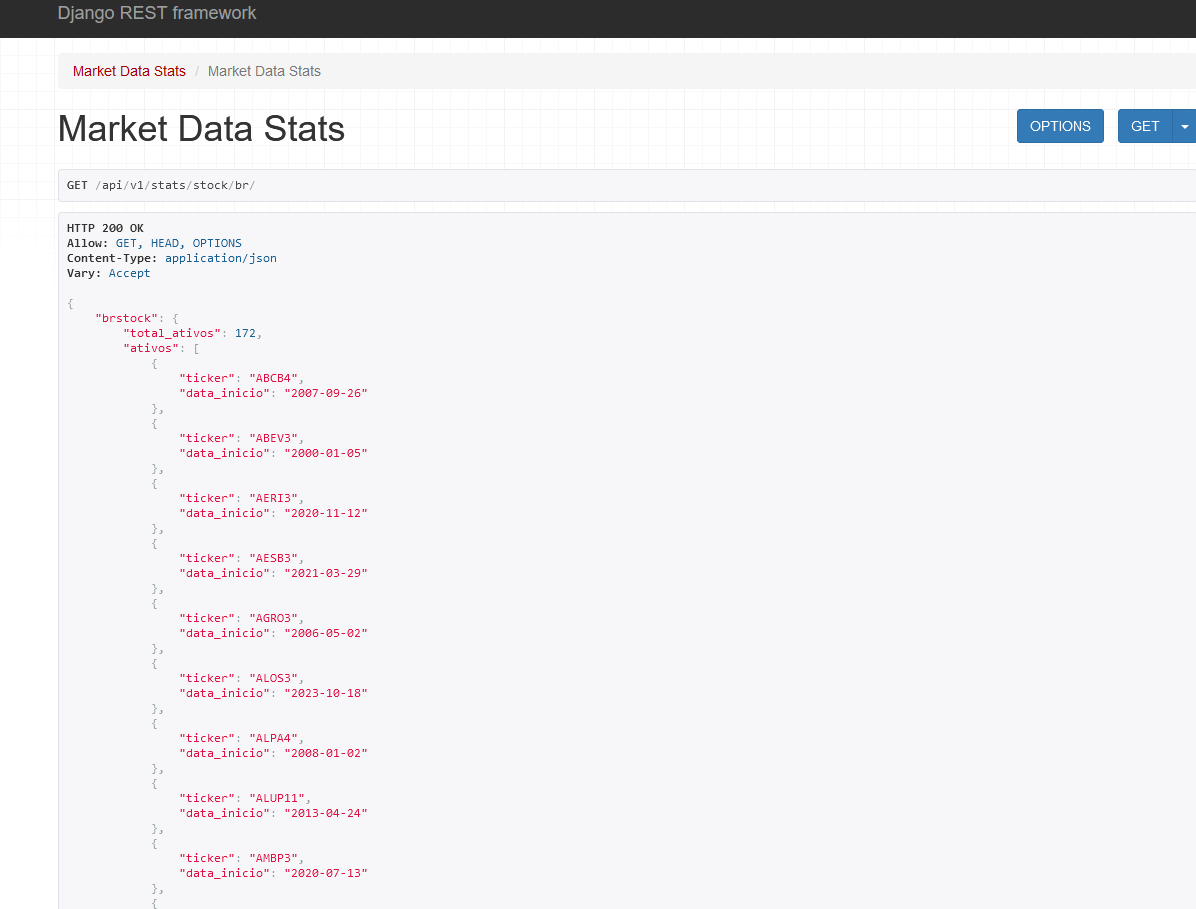 Django REST framework
Market Data Stats / Market Data Stats
Market Data Stats
OPTIONS
GET
GET /api/v1/stats/stock/br/
HTTP 200 OK
Allow: GET, HEAD, OPTIONS
Content-Type: application/json
Vary: Accept
{
"brstock": {
"total_ativos": 172,
"ativos": [
{
"ticker": "ABCB4",
"data_inicio": "2007-09-26"
},
{
"ticker": "ABEV3",
"data_inicio": "2000-01-05"
},
{
"ticker": "AERI3",
"data_inicio": "2020-11-12"
},
{
"ticker": "AESB3",
"data_inicio": "2021-03-29"
},
{
"ticker": "AGRO3",
"data_inicio": "2006-05-02"
},
{
"ticker": "ALOS3",
"data_inicio": "2023-10-18"
},
{
"ticker": "ALPA4",
"data_inicio": "2008-01-02"
},
{
"ticker": "ALUP11",
"data_inicio": "2013-04-24"
},
{
"ticker": "AMBP3",
"data_inicio": "2020-07-13"
},
{